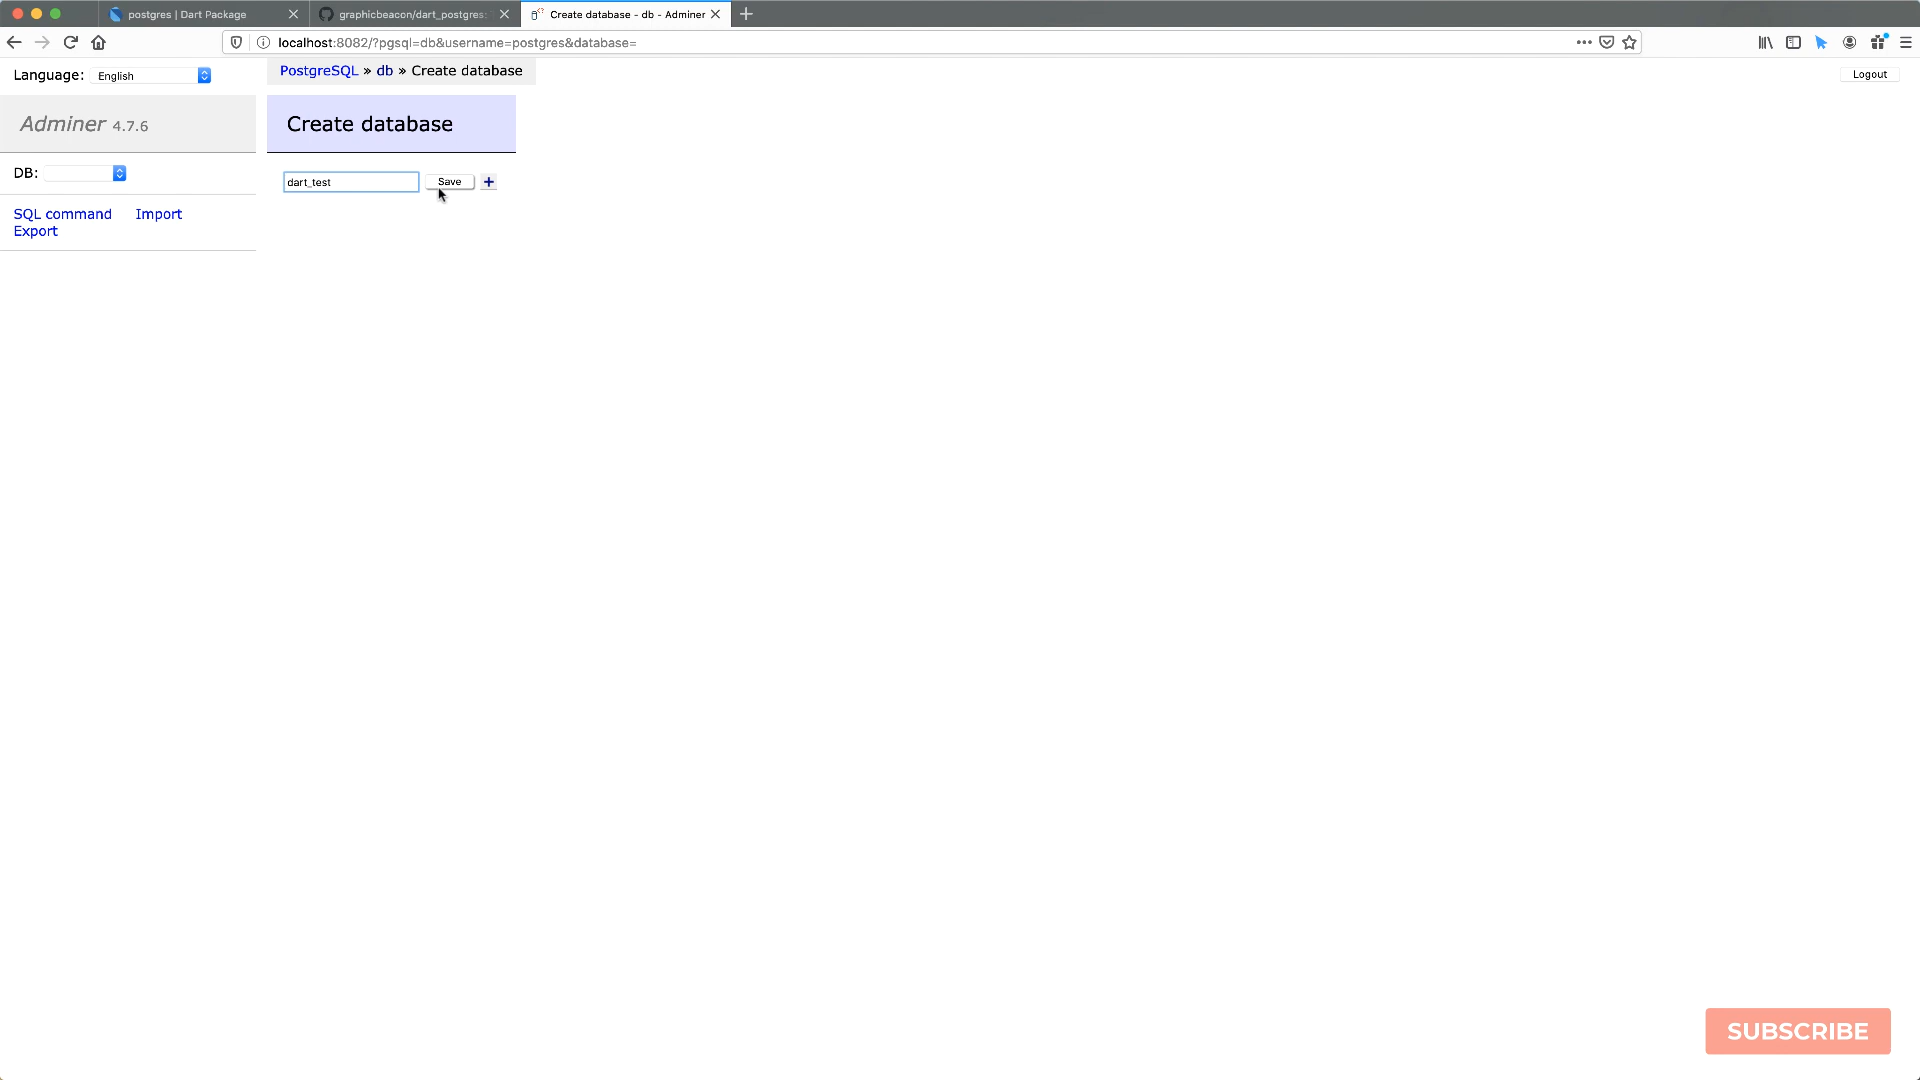 postgres | Dart Package
graphicbeacon/dart_postgres:
Create database - db - Adminer
localhost:8082/?pgsql=db&username=postgres&database=
Language: English
PostgreSQL » db » Create database
Logout
Adminer 4.7.6
Create database
DB:
dart_test
Save
+
SQL command Import
Export
SUBSCRIBE